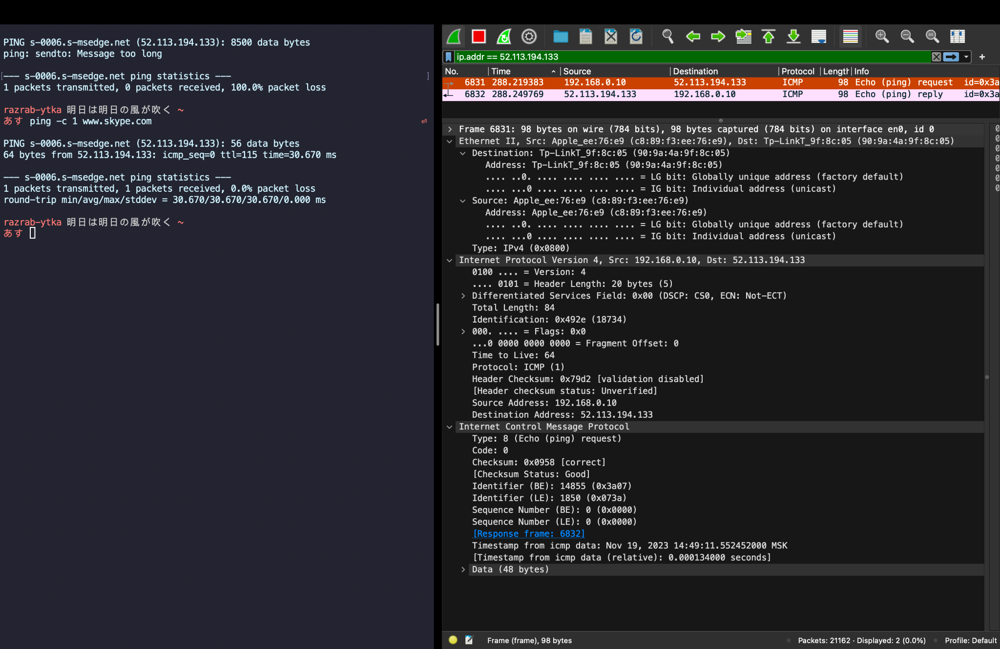 PING s-0006.s-msedge.net (52.113.194.133): 8500 data bytes
ping: sendto: Message too long
[--- s-0006.s-msedge.net ping statistics --- ]
1 packets transmitted, 0 packets received, 100.0% packet loss
razrab-ytka 明日は明日の風が吹く ~
あす ping -c 1 www.skype.com
PING s-0006.s-msedge.net (52.113.194.133): 56 data bytes
64 bytes from 52.113.194.133: icmp_seq=0 ttl=115 time=30.670 ms
--- s-0006.s-msedge.net ping statistics ---
1 packets transmitted, 1 packets received, 0.0% packet loss
round-trip min/avg/max/stddev = 30.670/30.670/30.670/0.000 ms
razrab-ytka 明日は明日の風が吹く ~
あす
ip.addr == 52.113.194.133
No. Time Source Destination Protocol Length Info
6831 288.219383 192.168.0.10 52.113.194.133 ICMP 98 Echo (ping) request id=0x3a
6832 288.249769 52.113.194.133 192.168.0.10 ICMP 98 Echo (ping) reply id=0x3a
Frame 6831: 98 bytes on wire (784 bits), 98 bytes captured (784 bits) on interface en0, id 0
Ethernet II, Src: Apple_ee:76:e9 (c8:89:f3:ee:76:e9), Dst: Tp-LinkT_9f:8c:05 (90:9a:4a:9f:8c:05)
Destination: Tp-LinkT_9f:8c:05 (90:9a:4a:9f:8c:05)
Address: Tp-LinkT_9f:8c:05 (90:9a:4a:9f:8c:05)
.... ..0. .... .... .... .... = LG bit: Globally unique address (factory default)
.... ...0 .... .... .... .... = IG bit: Individual address (unicast)
Source: Apple_ee:76:e9 (c8:89:f3:ee:76:e9)
Address: Apple_ee:76:e9 (c8:89:f3:ee:76:e9)
.... ..0. .... .... .... .... = LG bit: Globally unique address (factory default)
.... ...0 .... .... .... .... = IG bit: Individual address (unicast)
Type: IPv4 (0x0800)
Internet Protocol Version 4, Src: 192.168.0.10, Dst: 52.113.194.133
0100 .... = Version: 4
.... 0101 = Header Length: 20 bytes (5)
Differentiated Services Field: 0x00 (DSCP: CS0, ECN: Not-ECT)
Total Length: 84
Identification: 0x492e (18734)
000. .... = Flags: 0x0
...0 0000 0000 0000 = Fragment Offset: 0
Time to Live: 64
Protocol: ICMP (1)
Header Checksum: 0x79d2 [validation disabled]
[Header checksum status: Unverified]
Source Address: 192.168.0.10
Destination Address: 52.113.194.133
Internet Control Message Protocol
Type: 8 (Echo (ping) request)
Code: 0
Checksum: 0x0958 [correct]
[Checksum Status: Good]
Identifier (BE): 14855 (0x3a07)
Identifier (LE): 1850 (0x073a)
Sequence Number (BE): 0 (0x0000)
Sequence Number (LE): 0 (0x0000)
[Response frame: 6832]
Timestamp from icmp data: Nov 19, 2023 14:49:11.552452000 MSK
[Timestamp from icmp data (relative): 0.000134000 seconds]
Data (48 bytes)
Frame (frame), 98 bytes
Packets: 21162 · Displayed: 2 (0.0%)
Profile: Default